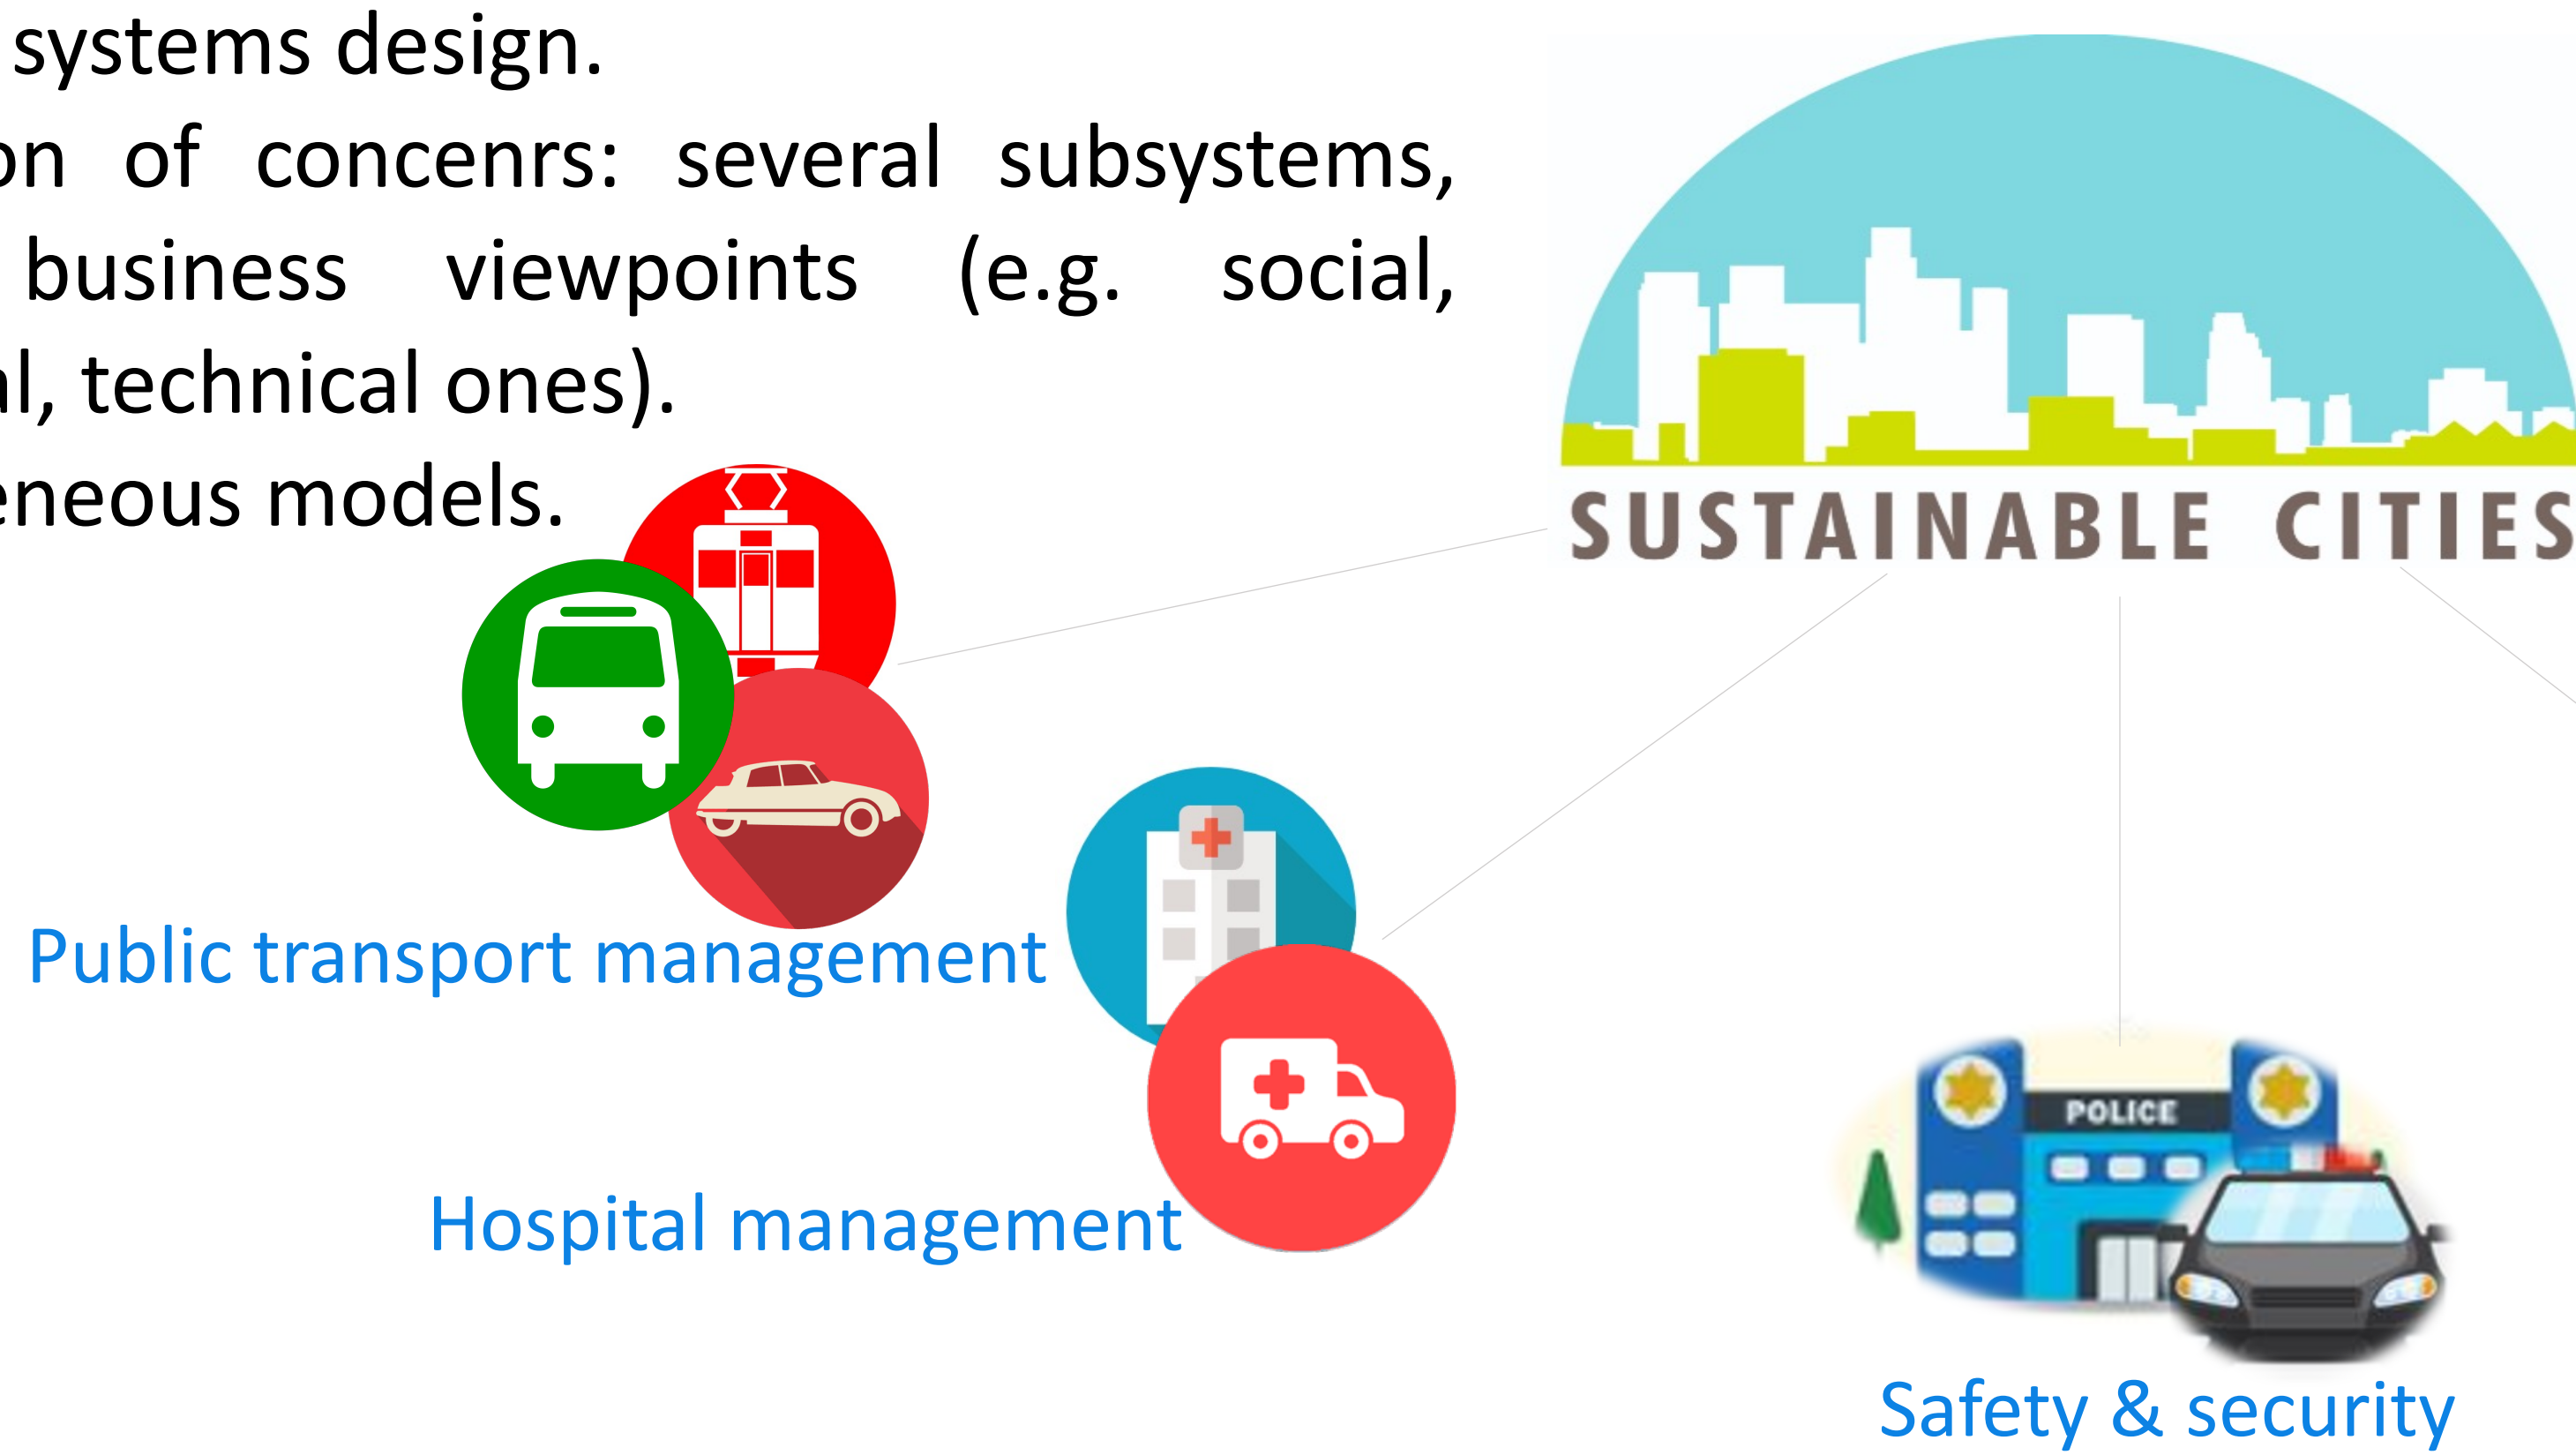 systems design.
on of concenrs: several subsystems,
business viewpoints (e.g. social,
al, technical ones).
eneous models.
SUSTAINABLE CITIES
Public transport management
Hospital management
POLICE
Safety & security